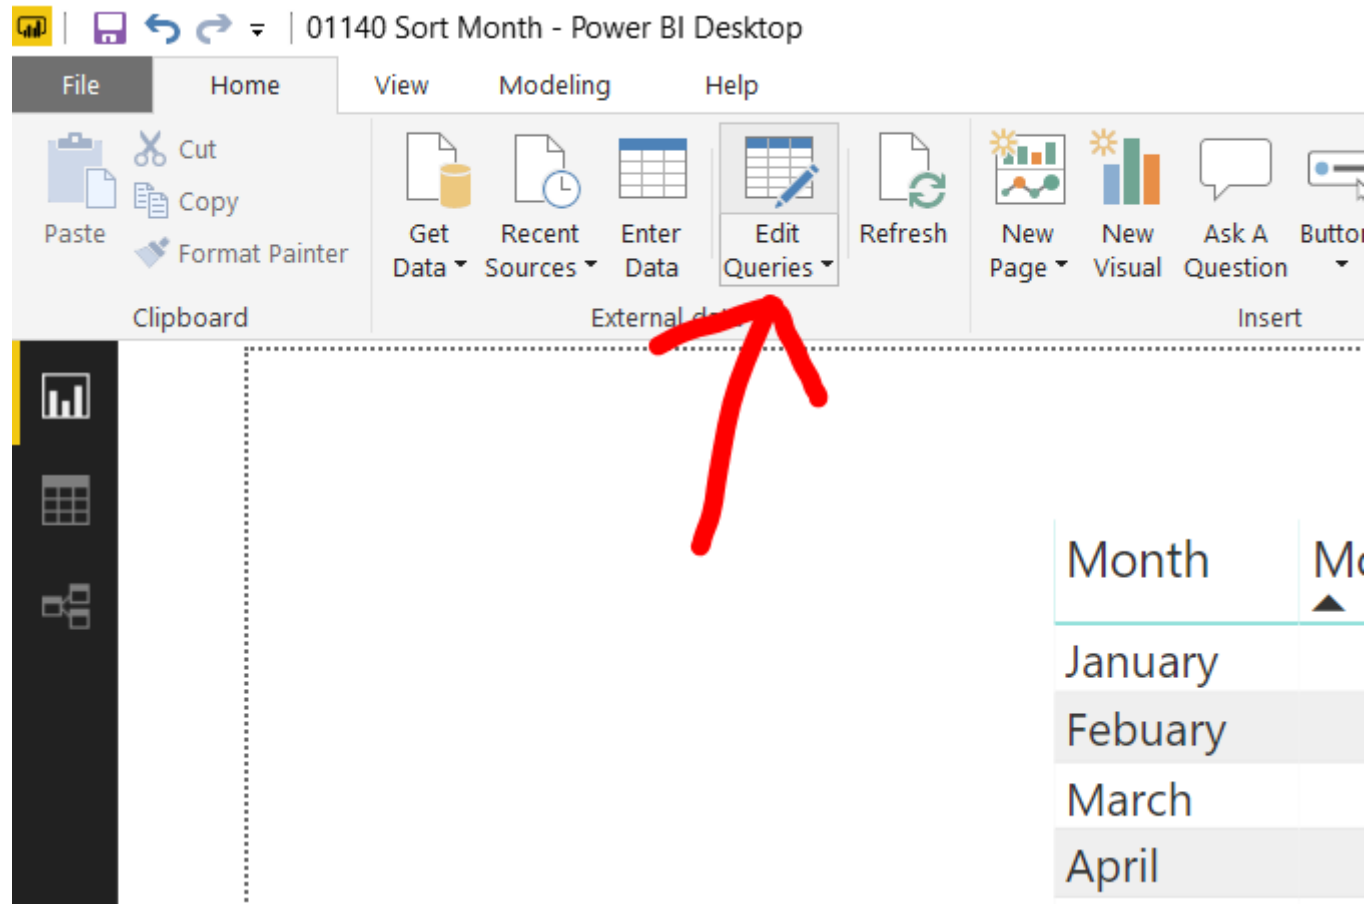 01140 Sort Month - Power BI Desktop
File Home View Modeling Help
Cut
Copy
Format Painter
Paste
Get Data
Recent Sources
Enter Data
Edit Queries
Refresh
New Page
New Visual
Ask A Question
Clipboard
External
Insert
Month
January
Febuary
March
April